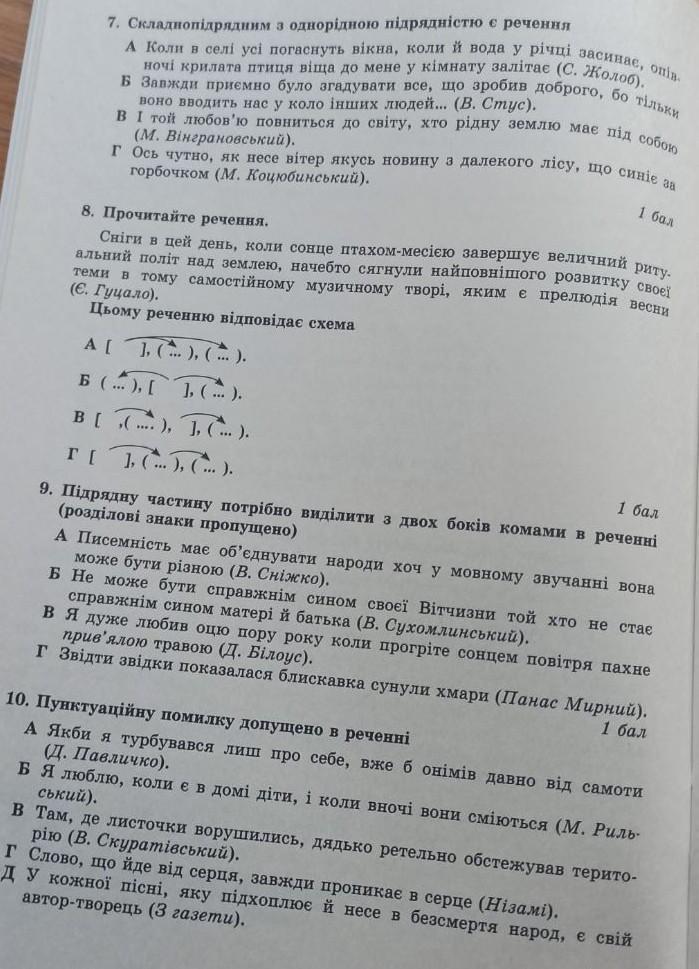 7. Складнопідрядним з однорідною підрядністю є речення
А Коли в селі усі погаснуть вікна, коли й вода у річці засинає, опів-
ночі крилата птиця віща до мене у кімнату залітає (С. Жолоб).
Б Завжди приємно було згадувати все, що зробив доброго, бо тільки
воно вводить нас у коло інших людей... (В. Стус).
В І той любов'ю повниться до світу, хто рідну землю має під собою
(М. Вінграновський).
Г Ось чутно, як несе вітер якусь новину з далекого лісу, що синіє за
горбочком (М. Коцюбинський).
1 бал
8. Прочитайте речення.
Сніги в цей день, коли сонце птахом-месією завершує величний риту-
альний політ над землею, начебто сягнули найповнішого розвитку своєї
теми в тому самостійному музичному творі, яким є прелюдія весни
(Є. Гуцало).
Цьому реченню відповідає схема
А [ ], (... ), (... ).
Б (... ), [ ], (... ).
В [ ,( .... ), ], (... ).
Г [ ], (... ), (... ).
1 бал
9. Підрядну частину потрібно виділити з двох боків комами в реченні
(розділові знаки пропущено)
А Писемність має об'єднувати народи хоч у мовному звучанні вона
може бути різною (В. Сніжко).
Б Не може бути справжнім сином своєї Вітчизни той хто не стає
справжнім сином матері й батька (В. Сухомлинський).
В Я дуже любив оцю пору року коли прогріте сонцем повітря пахне
прив'ялою травою (Д. Білоус).
Г Звідти звідки показалася блискавка сунули хмари (Панас Мирний).
1 бал
10. Пунктуаційну помилку допущено в реченні
А Якби я турбувався лиш про себе, вже б онімів давно від самоти
(Д. Павличко).
Б Я люблю, коли є в домі діти, і коли вночі вони сміються (М. Риль-
ський).
В Там, де листочки ворушились, дядько ретельно обстежував терито-
рію (В. Скуратівський).
Г Слово, що йде від серця, завжди проникає в серце (Нізамі).
Д У кожної пісні, яку підхоплює й несе в безсмертя народ, є свій
автор-творець (З газети).